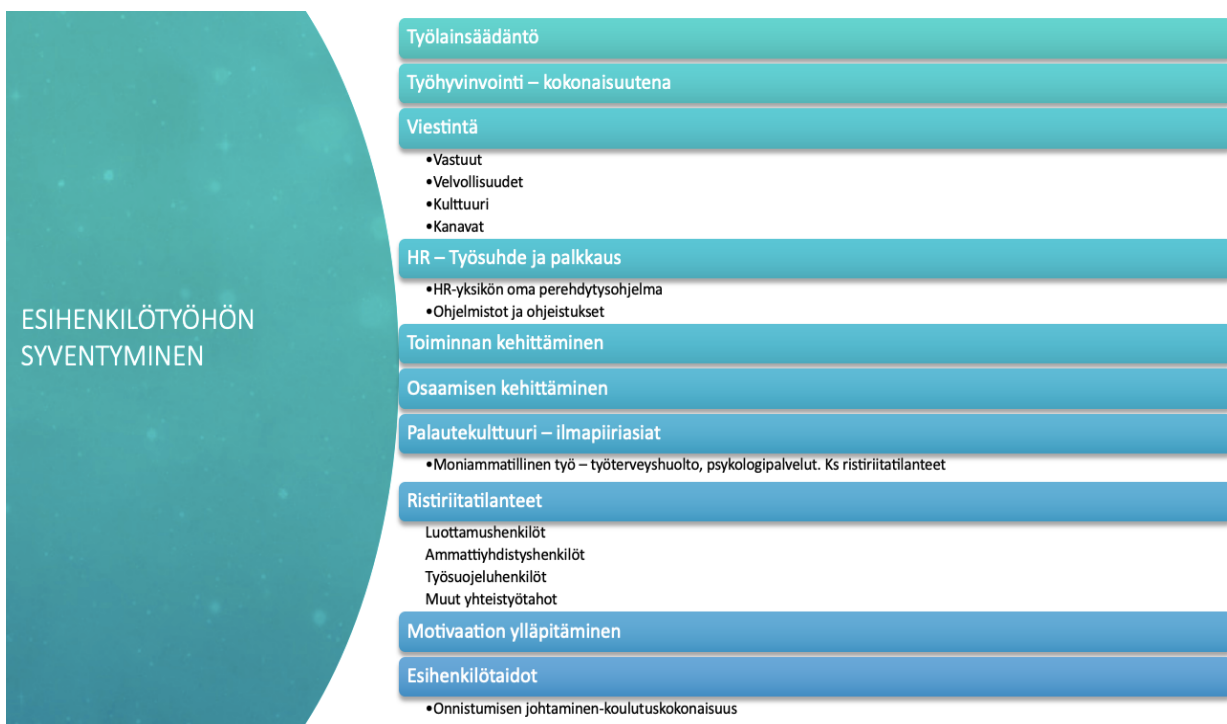 ESIHENKILÖTYÖHÖN
SYVENTYMINEN
Työlainsäädäntö
Työhyvinvointi – kokonaisuutena
Viestintä
•Vastuut
•Velvollisuudet
•Kulttuuri
•Kanavat
HR – Työsuhde ja palkkaus
•HR-yksikön oma perehdytysohjelma
•Ohjelmistot ja ohjeistukset
Toiminnan kehittäminen
Osaamisen kehittäminen
Palautekulttuuri – ilmapiiriasiat
•Moniammatillinen työ – työterveyshuolto, psykologipalvelut. Ks ristiriitatilanteet
Ristiriitatilanteet
Luottamushenkilöt
Ammattiyhdistyshenkilöt
Työsuojeluhenkilöt
Muut yhteistyötahot
Motivaation ylläpitäminen
Esihenkilötaidot
•Onnistumisen johtaminen-koulutuskokonaisuus